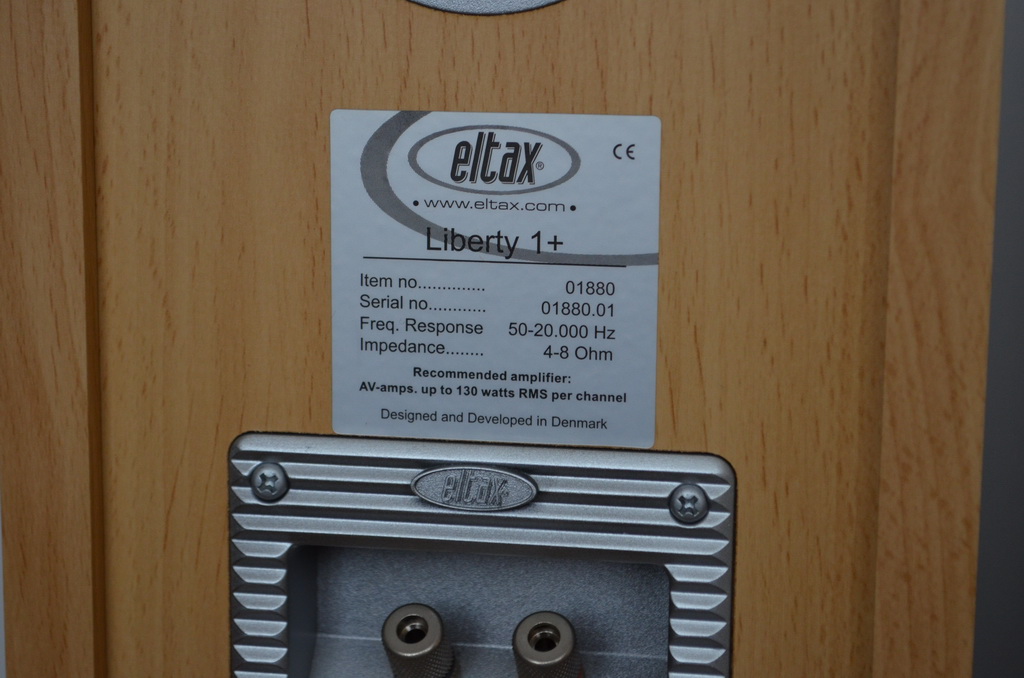 eltax®
CE
• www.eltax.com •
Liberty 1+
Item no.............. 01880
Serial no............ 01880.01
Freq. Response 50-20.000 Hz
Impedance........ 4-8 Ohm
Recommended amplifier:
AV-amps. up to 130 watts RMS per channel
Designed and Developed in Denmark
eltax